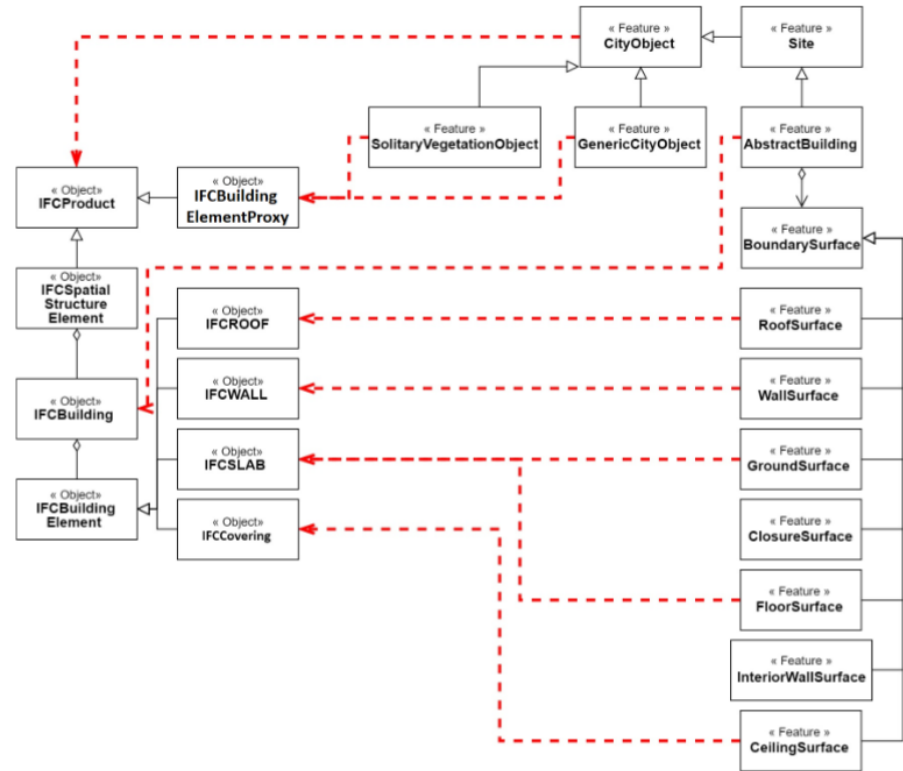 « Feature »
CityObject
« Feature »
Site
« Feature »
SolitaryVegetationObject
« Feature »
GenericCityObject
« Feature »
AbstractBuilding
« Object»
IFCProduct
« Object»
IFCBuilding
ElementProxy
« Feature »
BoundarySurface
« Object»
IFCSpatial
Structure
Element
« Object»
IFCROOF
« Feature »
RoofSurface
« Object»
IFCBuilding
« Object»
IFCWALL
« Feature »
WallSurface
« Object»
IFCSLAB
« Feature »
GroundSurface
« Object»
IFCBuilding
Element
« Object»
IFCCovering
« Feature »
ClosureSurface
« Feature »
FloorSurface
« Feature »
InteriorWallSurface
« Feature »
CeilingSurface